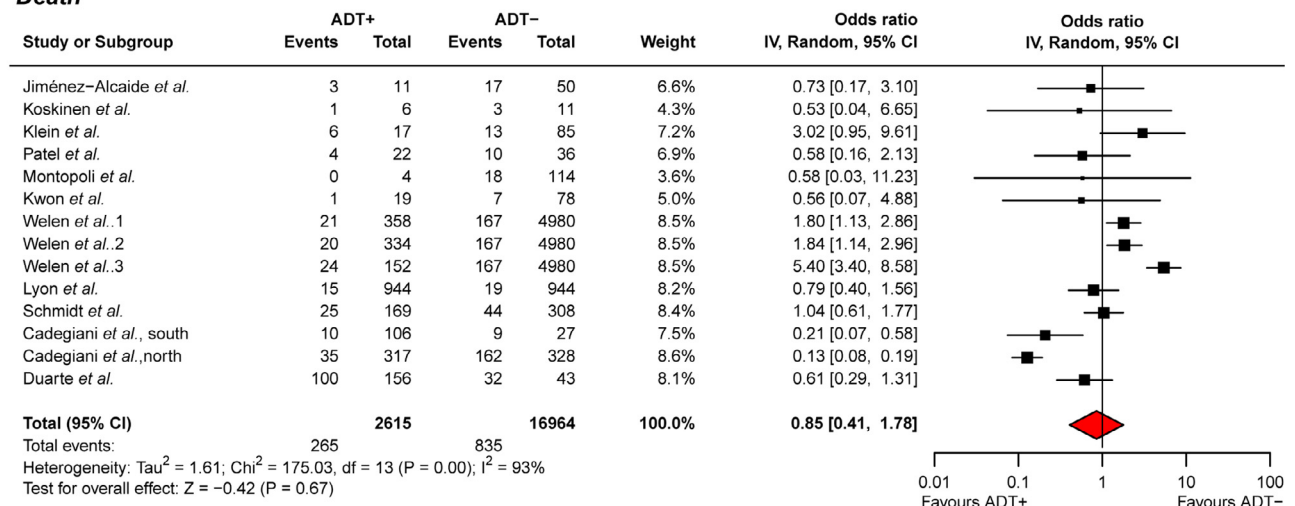 Death
ADT+ ADT− Odds ratio Odds ratio
Study or Subgroup Events Total Events Total Weight IV, Random, 95% CI IV, Random, 95% CI
Jiménez−Alcaide et al. 3 11 17 50 6.6% 0.73 [0.17, 3.10]
Koskinen et al. 1 6 3 11 4.3% 0.53 [0.04, 6.65]
Klein et al. 6 17 13 85 7.2% 3.02 [0.95, 9.61]
Patel et al. 4 22 10 36 6.9% 0.58 [0.16, 2.13]
Montopoli et al. 0 4 18 114 3.6% 0.58 [0.03, 11.23]
Kwon et al. 1 19 7 78 5.0% 0.56 [0.07, 4.88]
Welen et al..1 21 358 167 4980 8.5% 1.80 [1.13, 2.86]
Welen et al..2 20 334 167 4980 8.5% 1.84 [1.14, 2.96]
Welen et al..3 24 152 167 4980 8.5% 5.40 [3.40, 8.58]
Lyon et al. 15 944 19 944 8.2% 0.79 [0.40, 1.56]
Schmidt et al. 25 169 44 308 8.4% 1.04 [0.61, 1.77]
Cadegiani et al., south 10 106 9 27 7.5% 0.21 [0.07, 0.58]
Cadegiani et al.,north 35 317 162 328 8.6% 0.13 [0.08, 0.19]
Duarte et al. 100 156 32 43 8.1% 0.61 [0.29, 1.31]
Total (95% CI) 2615 16964 100.0% 0.85 [0.41, 1.78]
Total events: 265 835
Heterogeneity: Tau² = 1.61; Chi² = 175.03, df = 13 (P = 0.00); I² = 93%
Test for overall effect: Z = −0.42 (P = 0.67)
0.01 0.1 1 10 100
Favours ADT+ Favours ADT−